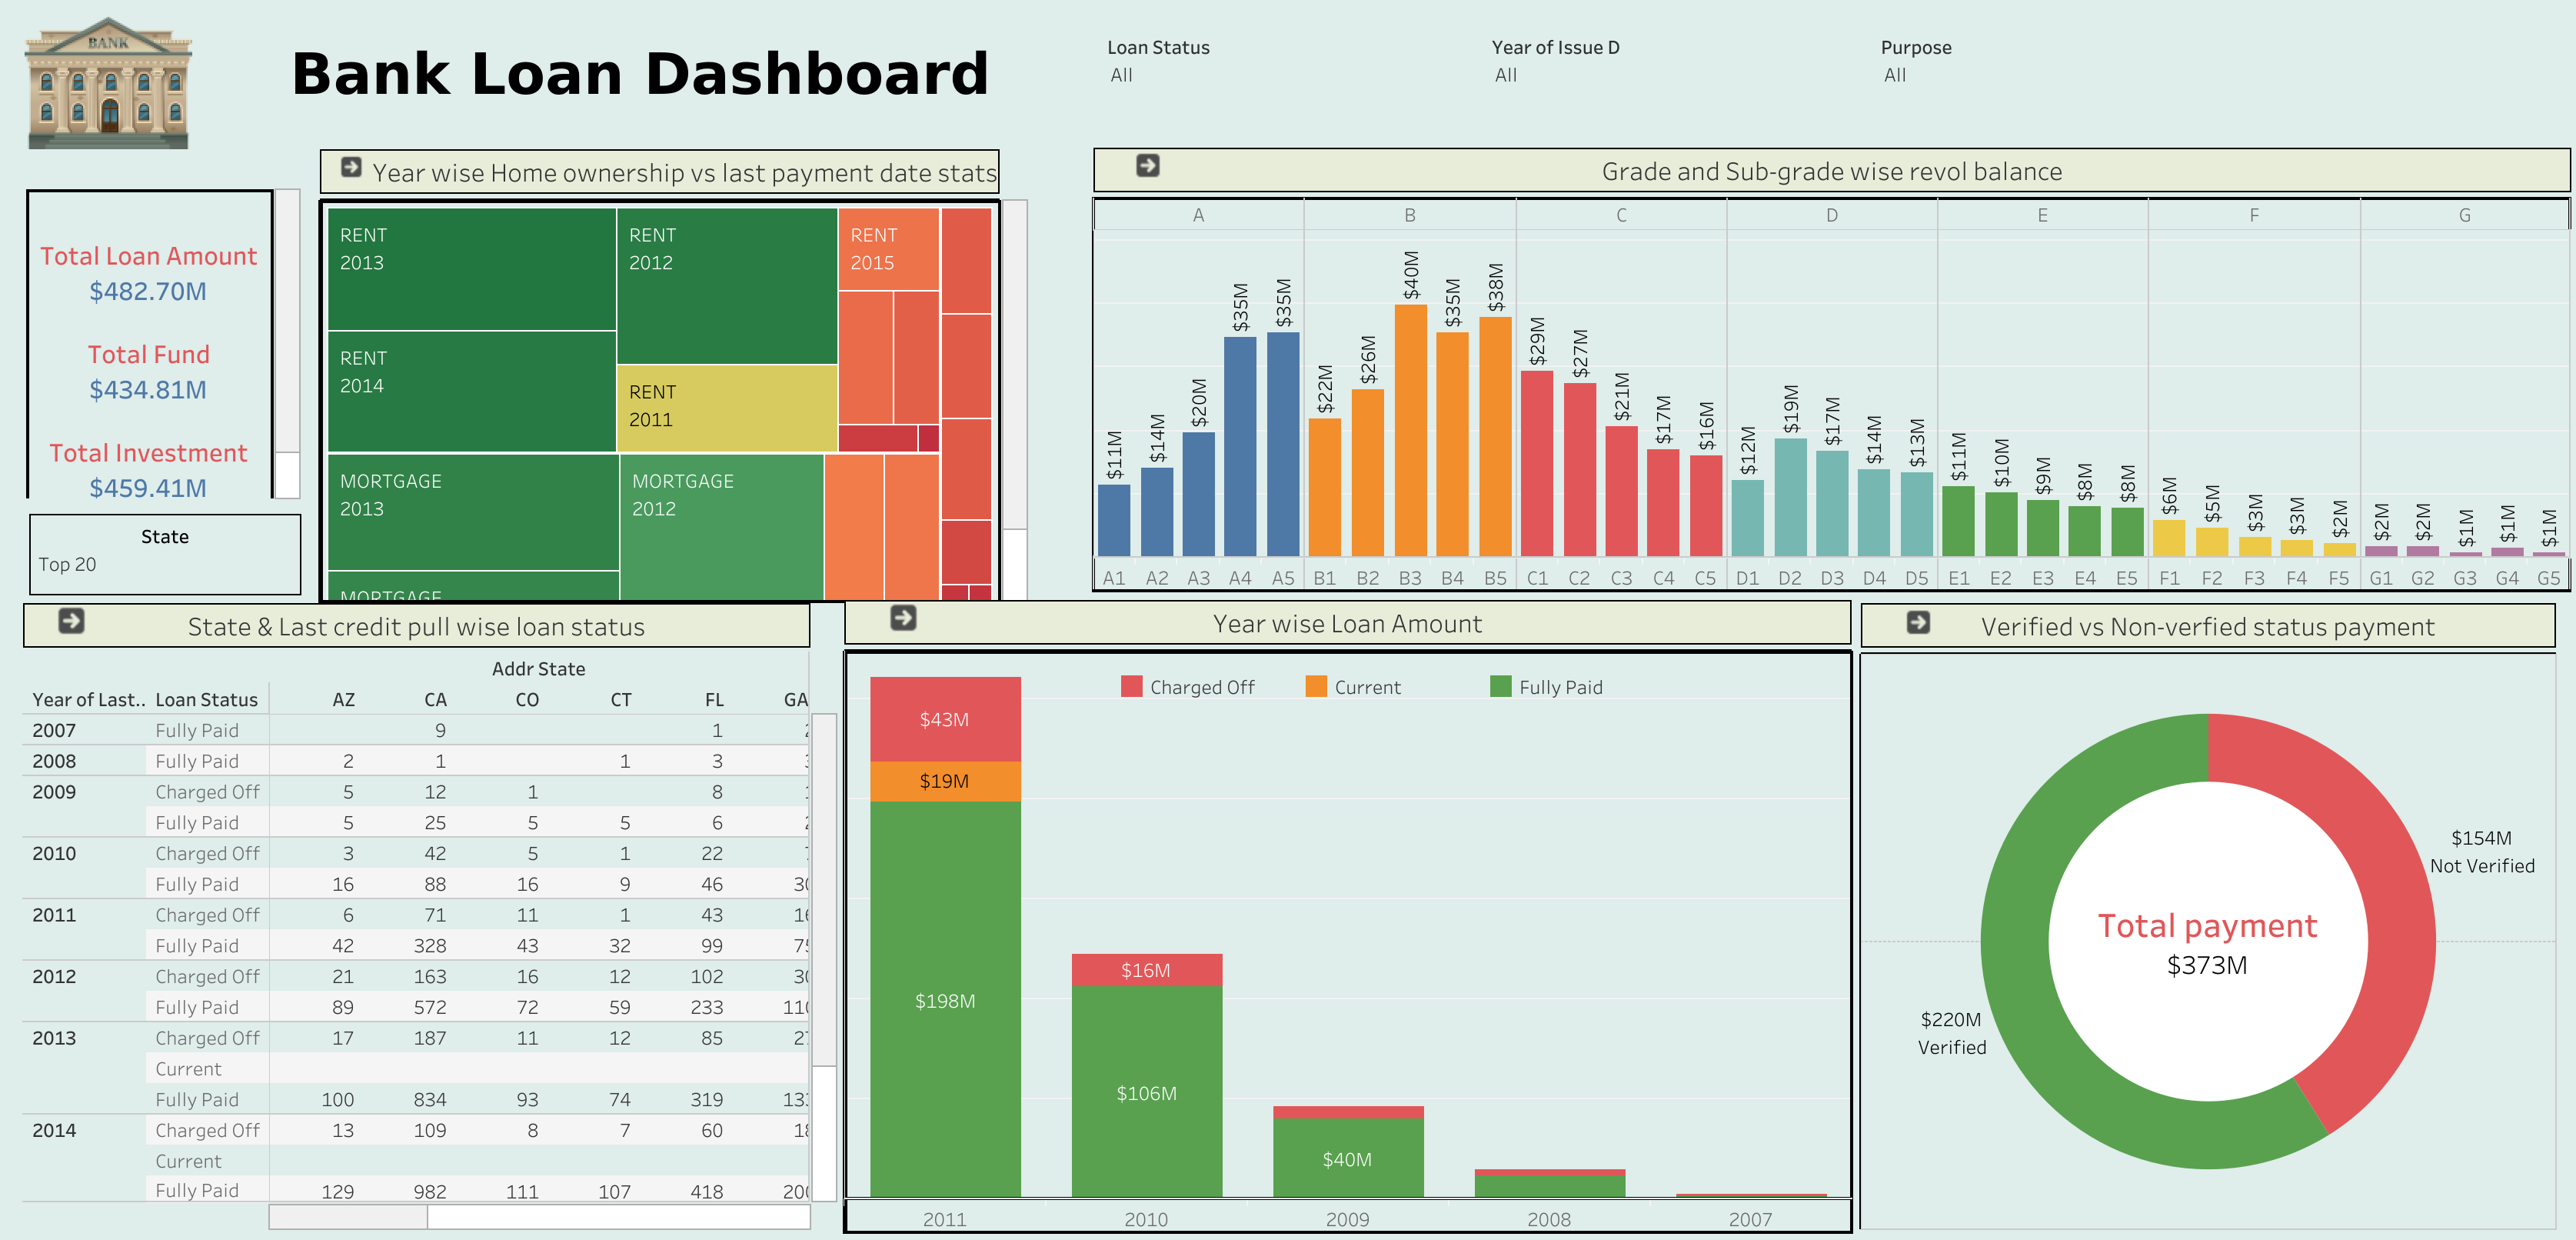 BANK
Bank Loan Dashboard
Loan Status
All
Year of Issue D
All
Purpose
All
Total Loan Amount
$482.70M
Total Fund
$434.81M
Total Investment
$459.41M
State
Top 20
Year wise Home ownership vs last payment date stats
RENT
2013
RENT
2012
RENT
2015
RENT
2014
RENT
2011
MORTGAGE
2013
MORTGAGE
2012
MORTGAGE
Grade and Sub-grade wise revol balance
A B C D E F G
$11M $14M $20M $35M $35M $22M $26M $40M $35M $38M $29M $27M $21M $17M $16M $12M $19M $17M $14M $13M $11M $10M $9M $8M $8M $6M $5M $3M $3M $2M $2M $2M $1M $1M $1M
A1 A2 A3 A4 A5 B1 B2 B3 B4 B5 C1 C2 C3 C4 C5 D1 D2 D3 D4 D5 E1 E2 E3 E4 E5 F1 F2 F3 F4 F5 G1 G2 G3 G4 G5
State & Last credit pull wise loan status
Addr State
Year of Last.. Loan Status AZ CA CO CT FL GA
2007 Fully Paid 9 1
2008 Fully Paid 2 1 1 3
2009 Charged Off 5 12 1 8
Fully Paid 5 25 5 5 6
2010 Charged Off 3 42 5 1 22
Fully Paid 16 88 16 9 46
2011 Charged Off 6 71 11 1 43
Fully Paid 42 328 43 32 99
2012 Charged Off 21 163 16 12 102
Fully Paid 89 572 72 59 233
2013 Charged Off 17 187 11 12 85
Current
Fully Paid 100 834 93 74 319
2014 Charged Off 13 109 8 7 60
Current
Fully Paid 129 982 111 107 418
Year wise Loan Amount
Charged Off Current Fully Paid
$43M
$19M
$198M
$16M
$106M
$40M
2011 2010 2009 2008 2007
Verified vs Non-verfied status payment
$154M
Not Verified
Total payment
$373M
$220M
Verified